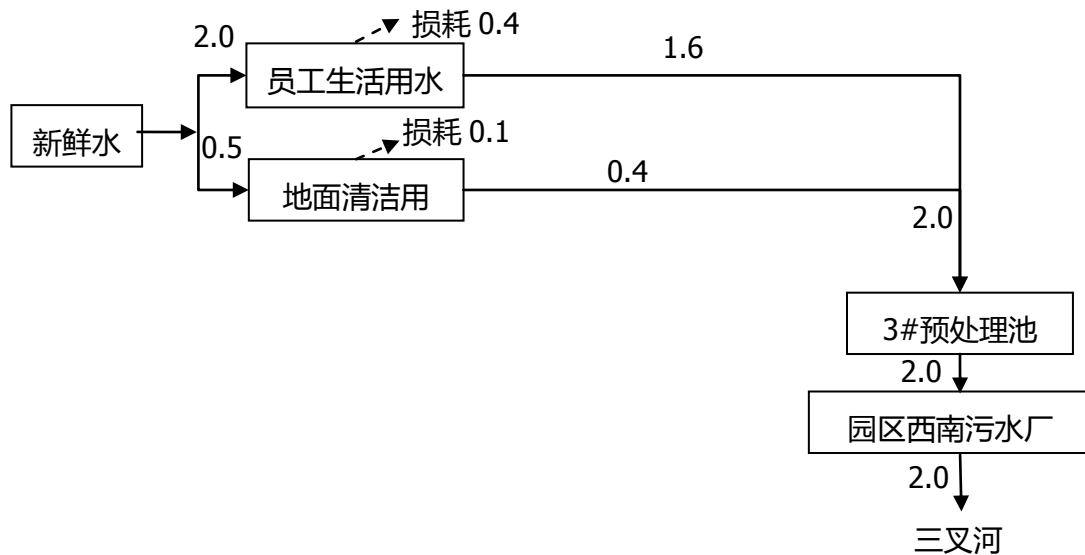 损耗 0.4
2.0
1.6
员工生活用水
新鲜水
损耗 0.1
0.5
0.4
地面清洁用
2.0
3#预处理池
2.0
园区西南污水厂
2.0
三叉河